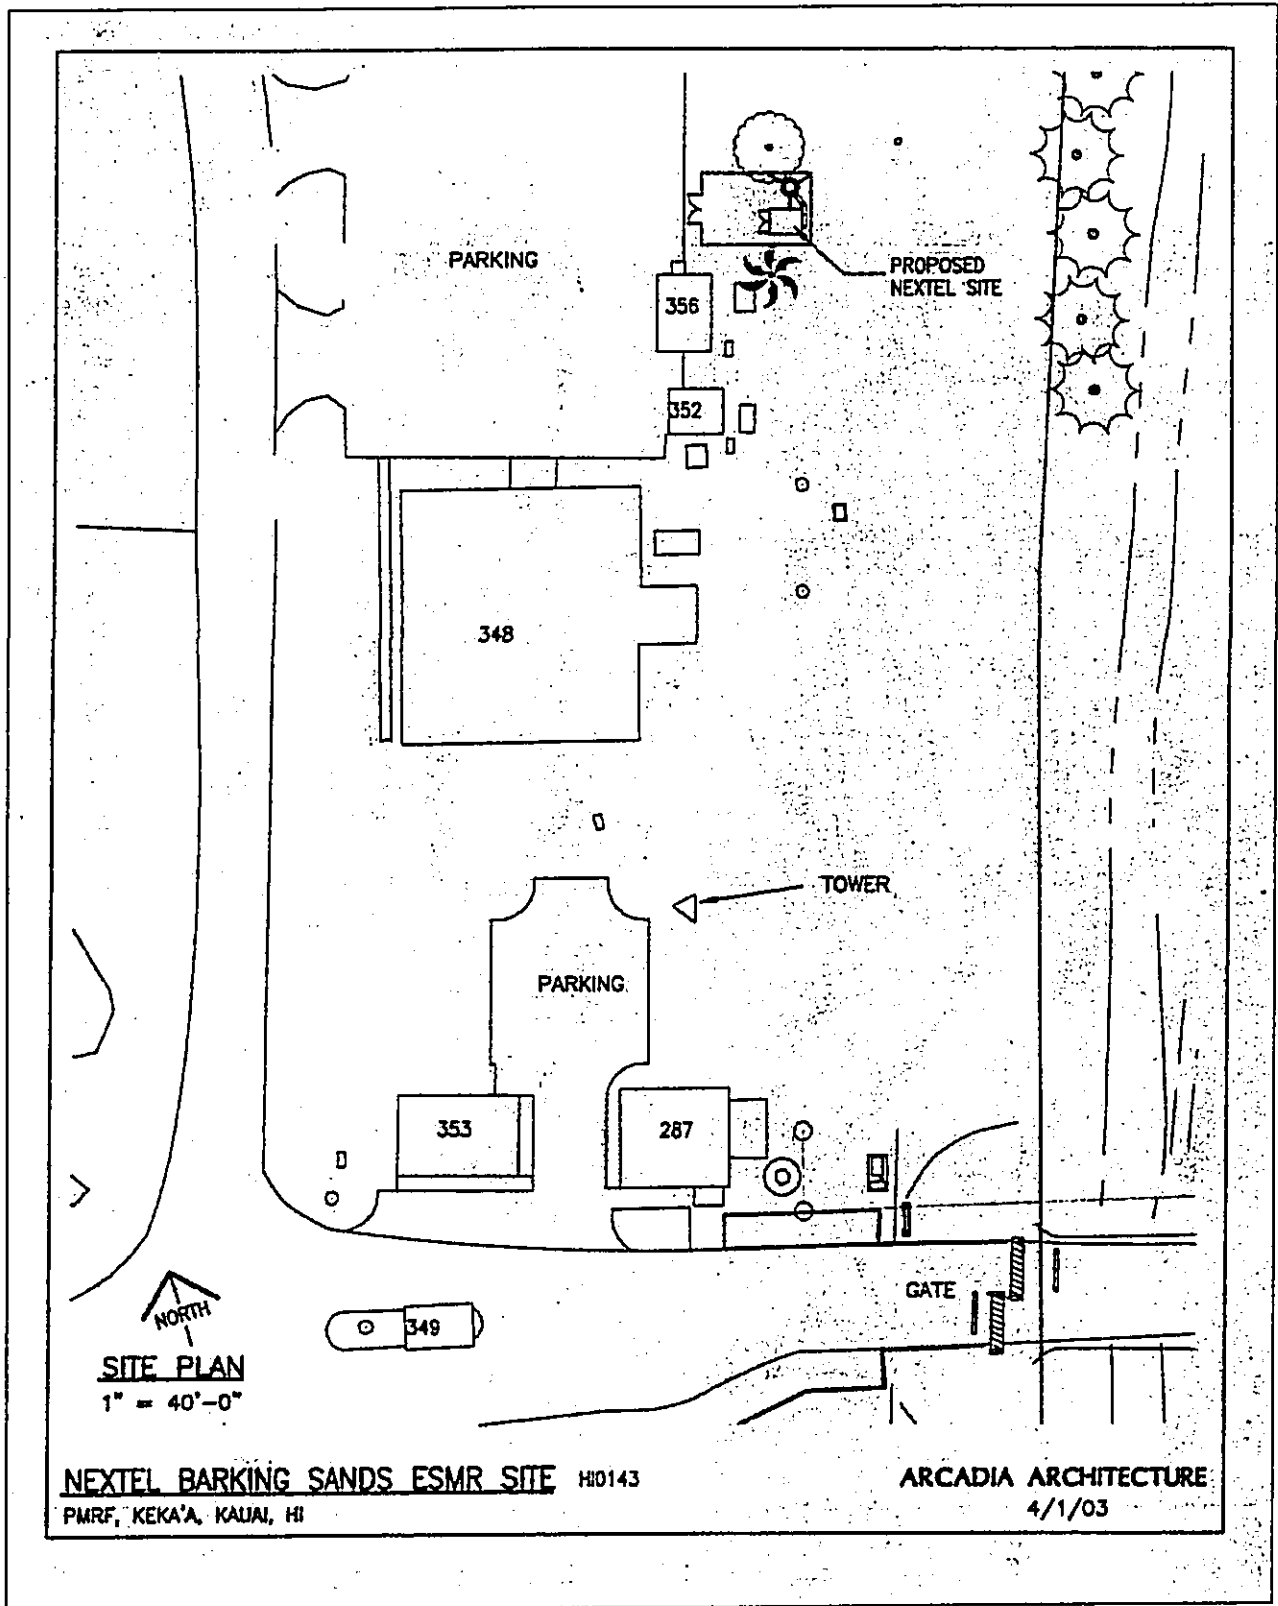 PARKING
PROPOSED
NEXTEL SITE
356
352
348
TOWER
PARKING
353
287
GATE
349
NORTH
SITE PLAN
1" = 40'-0"
NEXTEL BARKING SANDS ESMR SITE HI0143
PMRF, KEKA'A, KAUAI, HI
ARCADIA ARCHITECTURE
4/1/03